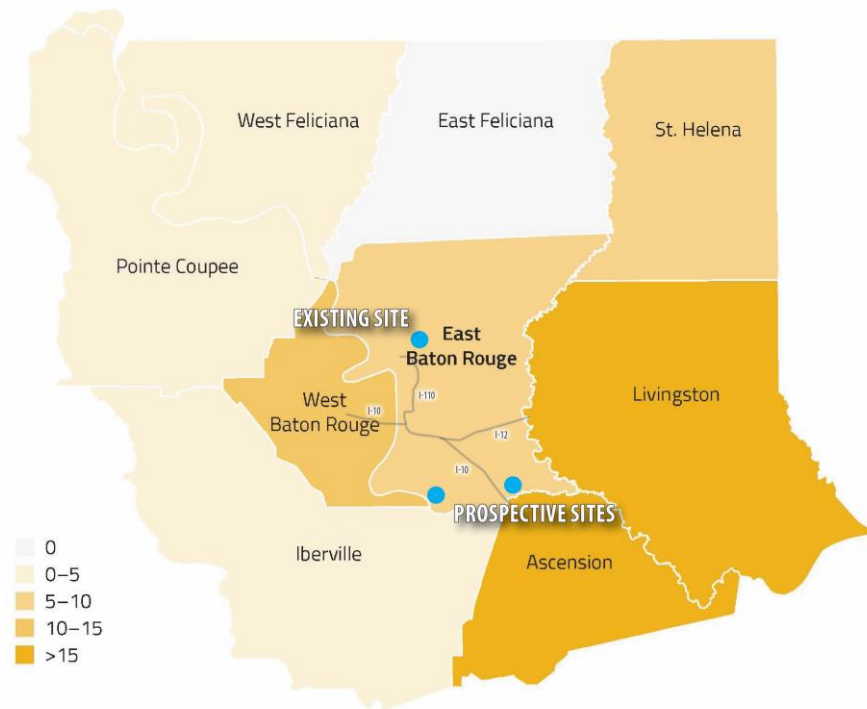 West Feliciana
East Feliciana
St. Helena
Pointe Coupee
EXISTING SITE
East
Baton Rouge
I-110
West
Baton Rouge
I-10
Livingston
I-12
I-10
PROSPECTIVE SITES
Iberville
Ascension
0
0–5
5–10
10–15
>15